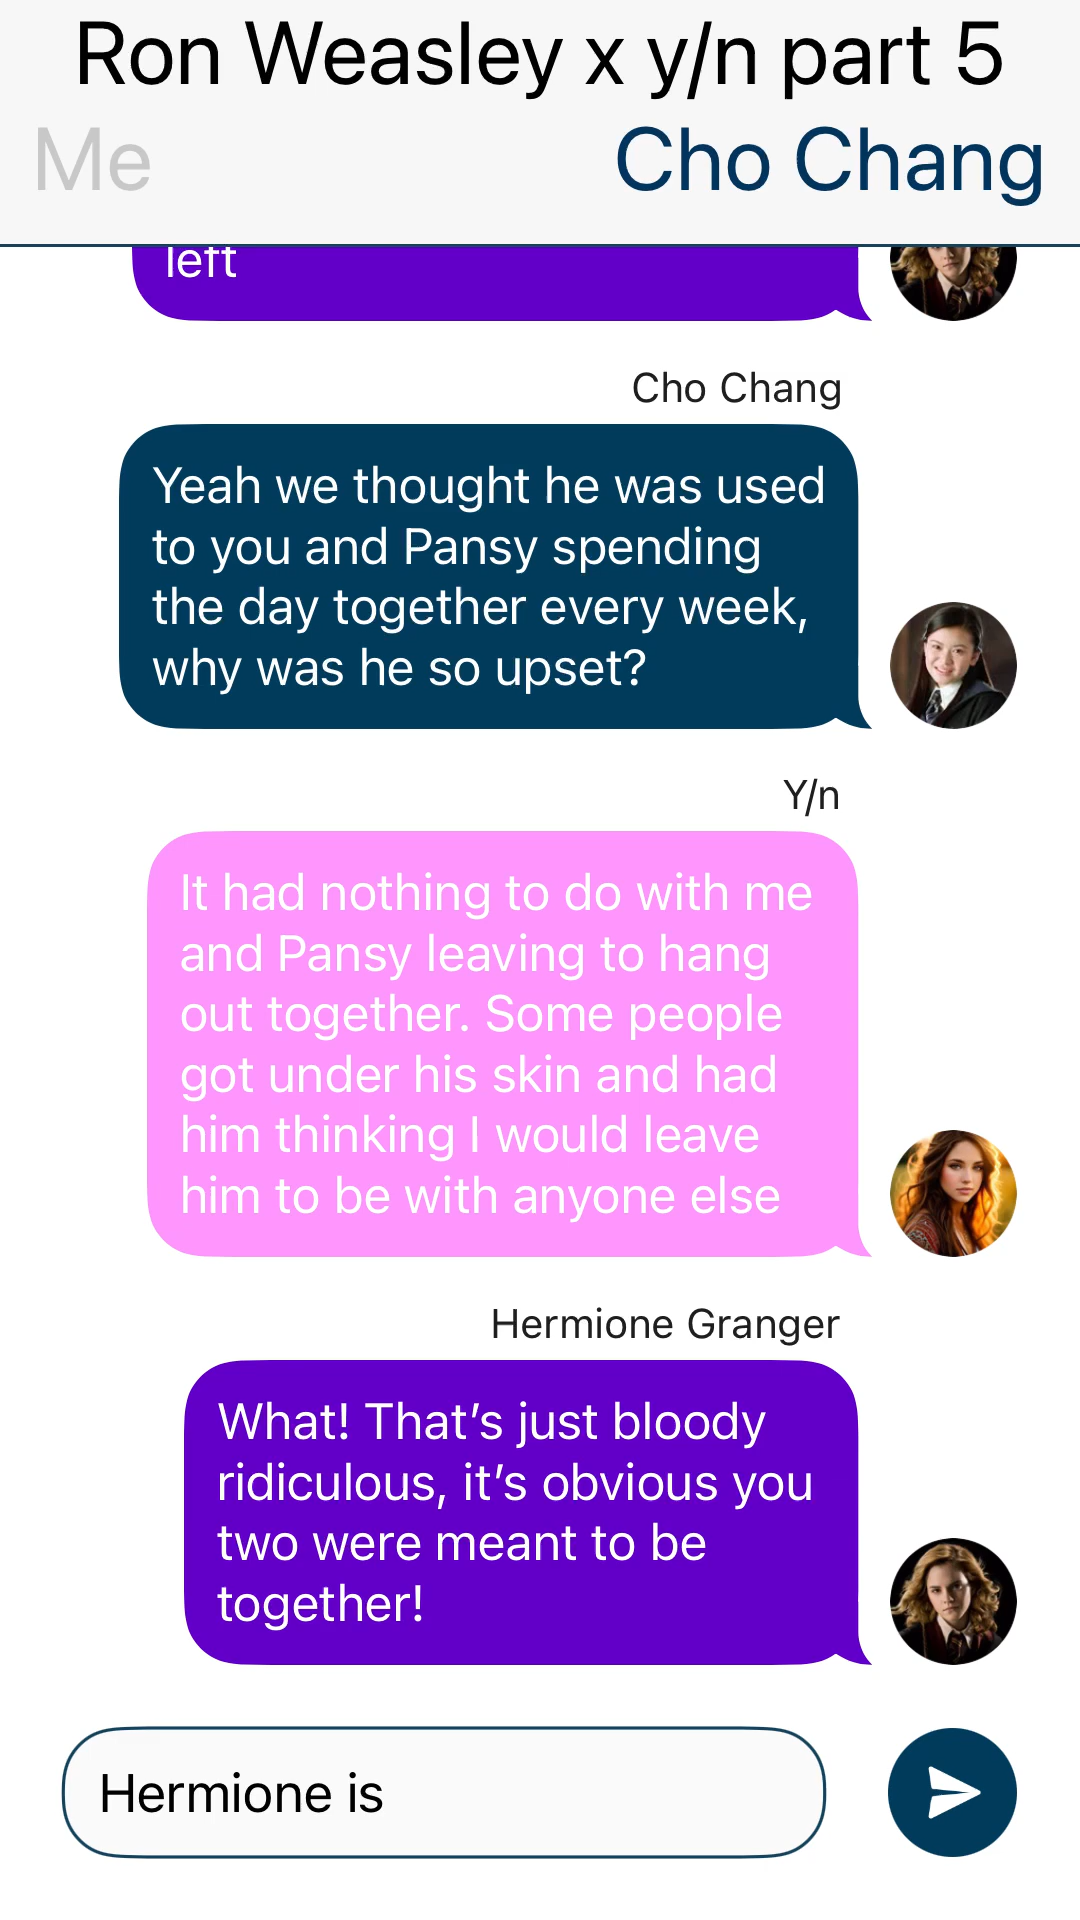 Ron Weasley x y/n part 5
Me
Cho Chang
left
Cho Chang
Yeah we thought he was used
to you and Pansy spending
the day together every week,
why was he so upset?
Y/n
It had nothing to do with me
and Pansy leaving to hang
out together. Some people
got under his skin and had
him thinking I would leave
him to be with anyone else
Hermione Granger
What! That’s just bloody
ridiculous, it’s obvious you
two were meant to be
together!
Hermione is